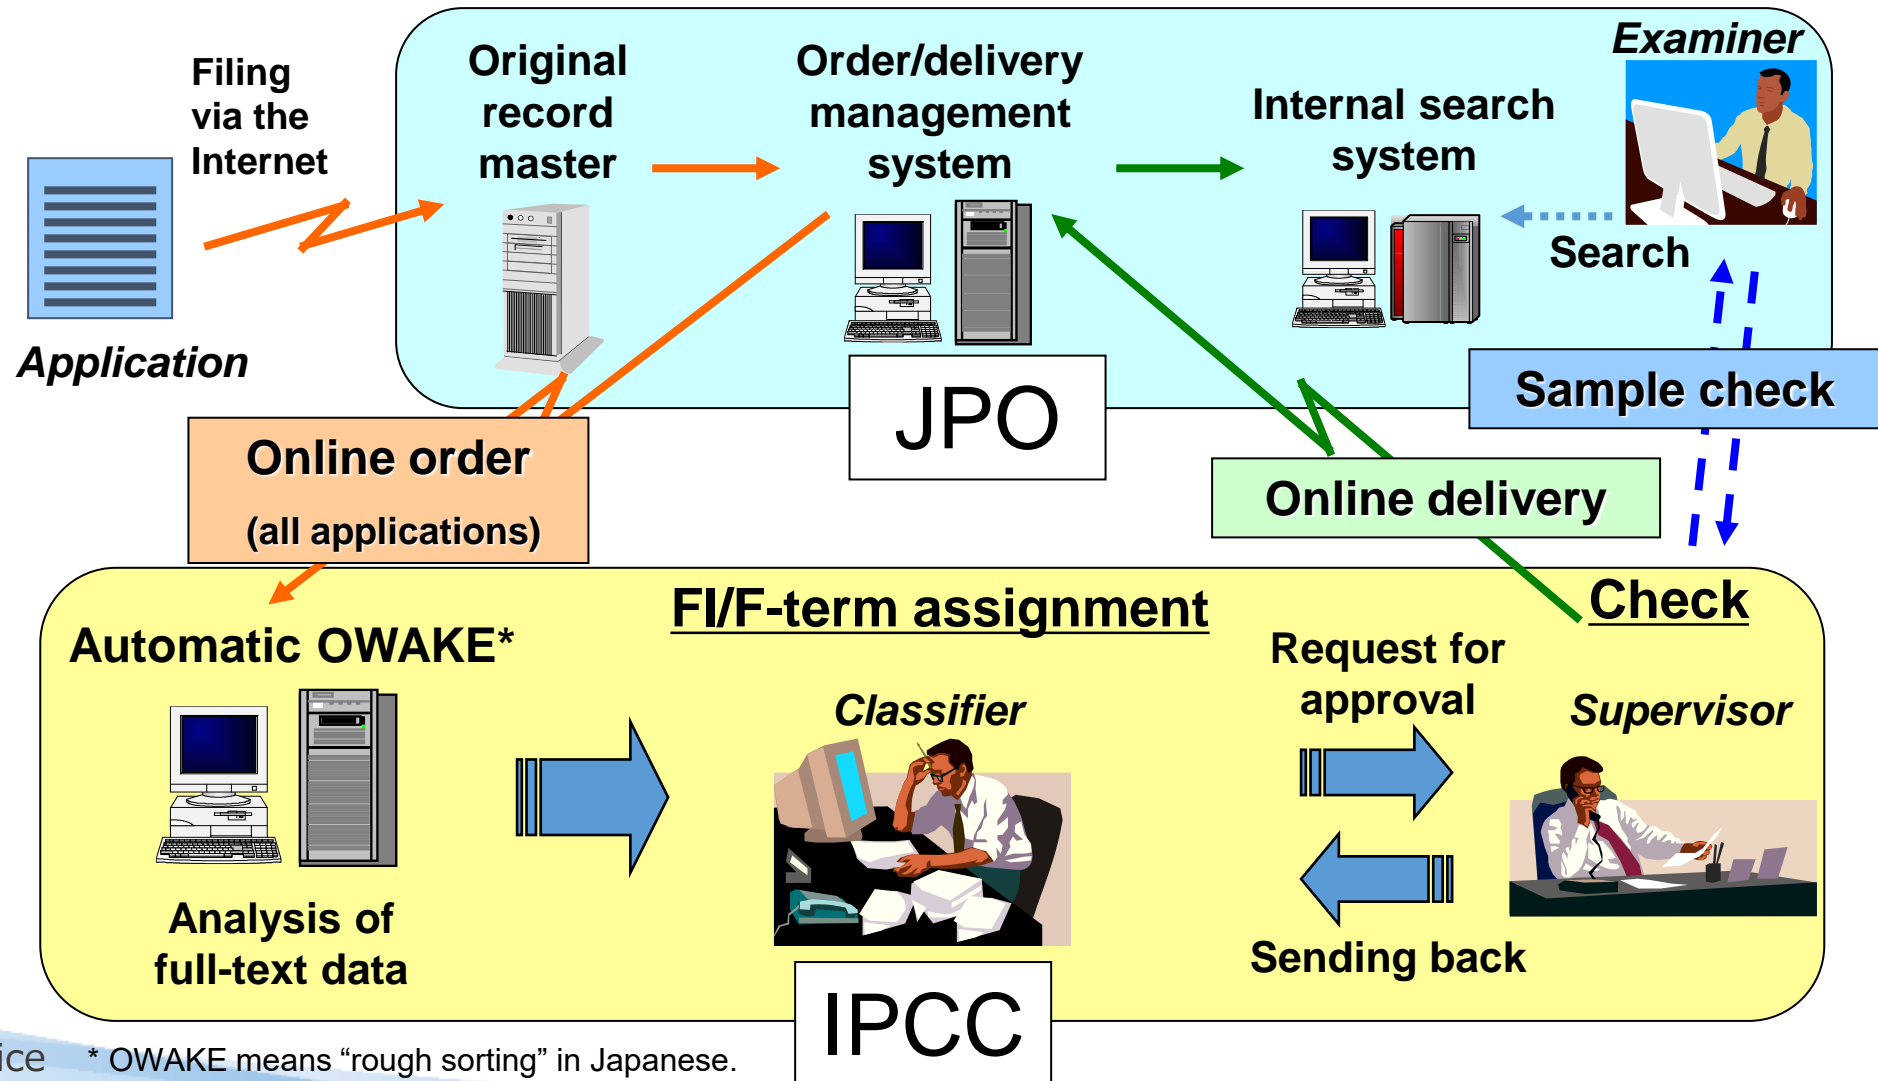 Filing
via the
Internet
Application
Original
record
master
Order/delivery
management
system
Internal search
system
Examiner
Search
JPO
Sample check
Online order
(all applications)
Online delivery
FI/F-term assignment
Check
Automatic OWAKE*
Analysis of
full-text data
Classifier
Request for
approval
Supervisor
Sending back
IPCC
ice
* OWAKE means “rough sorting” in Japanese.